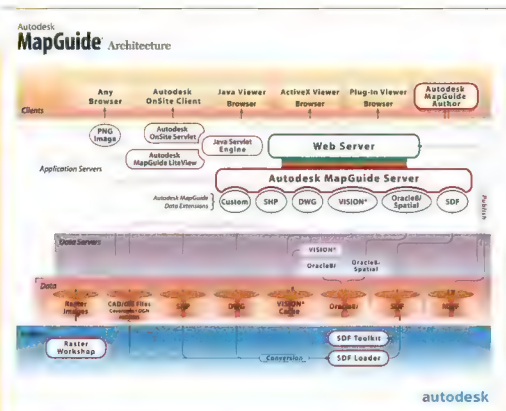 Autodesk
MapGuide® Architecture
Any Browser
Autodesk OnSite Client
Java Viewer Browser
ActiveX Viewer Browser
Plug-In Viewer Browser
Autodesk MapGuide Author
Clients
PNG Image
Autodesk OnSite Servlet
Autodesk MapGuide LiteView
Java Servlet Engine
Web Server
Application Servers
Autodesk MapGuide Server
Autodesk MapGuide Data Extensions
Custom
SHP
DWG
VISION*
Oracle8i/ Spatial
SDF
Publish
Data Servers
VISION*
Oracle8i
Oracle8i-Spatial
Data
Raster Images
CAD/GIS Files
SHP
DWG
VISION* Cache
Oracle8i
SDF
Raster Workshop
Conversion
SDF Toolkit
SDF Loader
autodesk